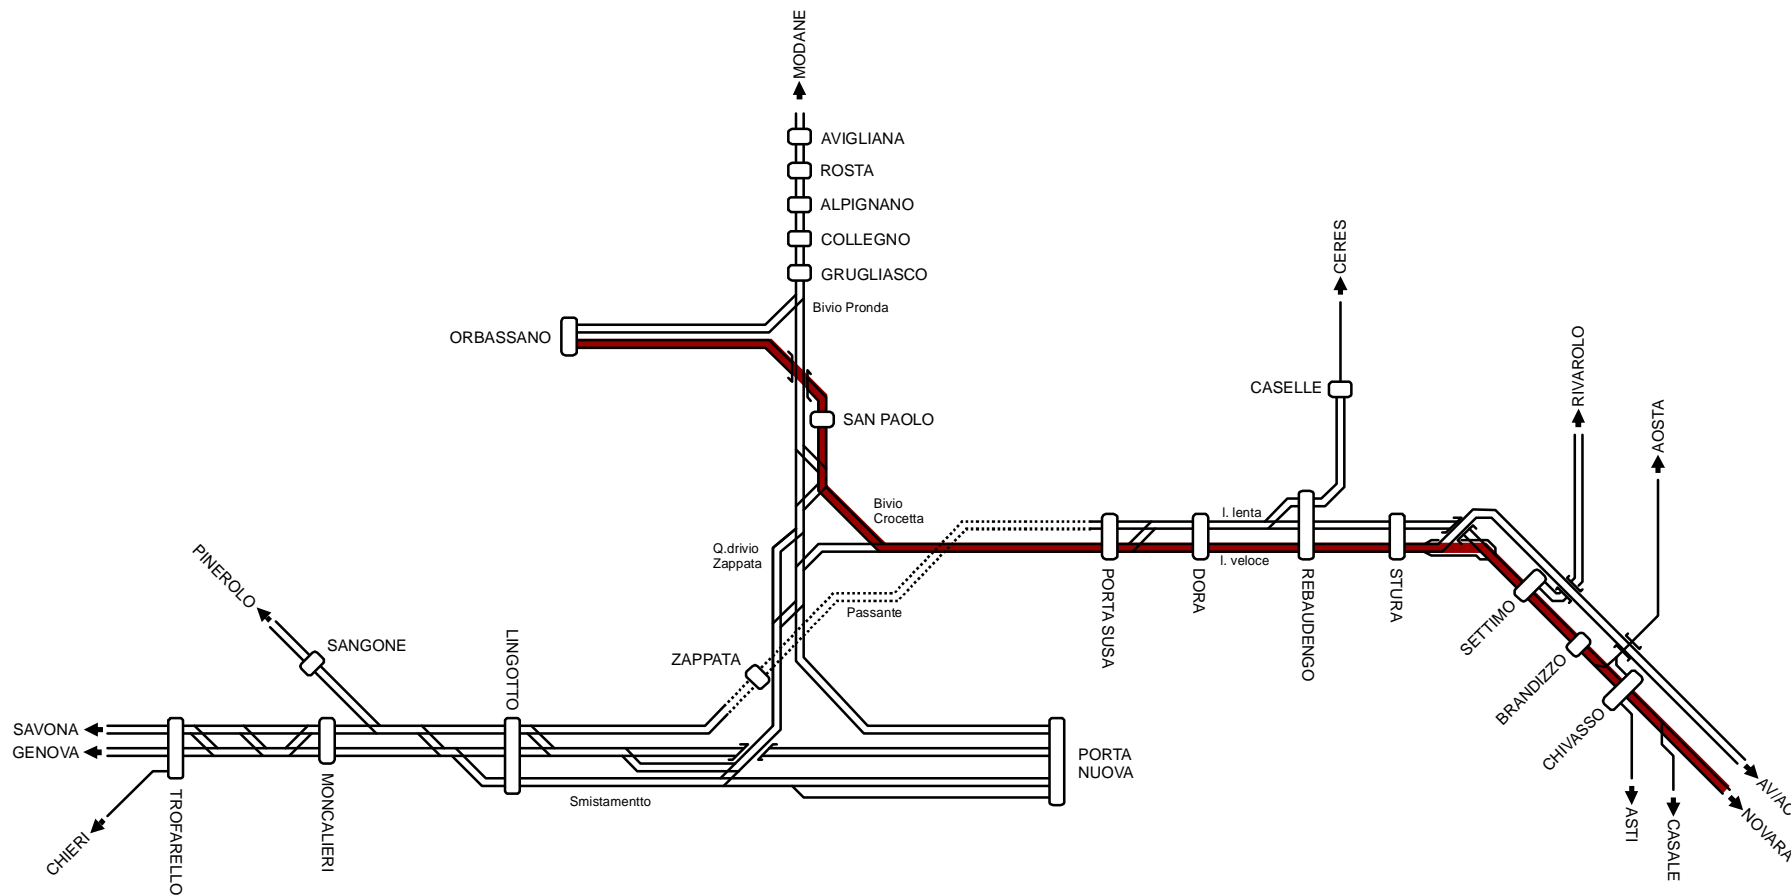 MODANE
AVIGLIANA
ROSTA
ALPIGNANO
COLLEGNO
GRUGLIASCO
Bivio Pronda
ORBASSANO
SAN PAOLO
CERES
CASELLE
RIVAROLO
AOSTA
Bivio
Crocetta
l. lenta
l. veloce
Q.drivio
Zappata
Passante
PINEROLO
SANGONE
LINGOTTO
ZAPPATA
PORTA SUSA
DORA
REBAUDENGO
STURA
SETTIMO
BRANDIZZO
CHIVASSO
SAVONA
GENOVA
CHIERI
TROFARELLO
MONCALIERI
Smistamentto
PORTA
NUOVA
ASTI
CASALE
AV/AC
NOVARA